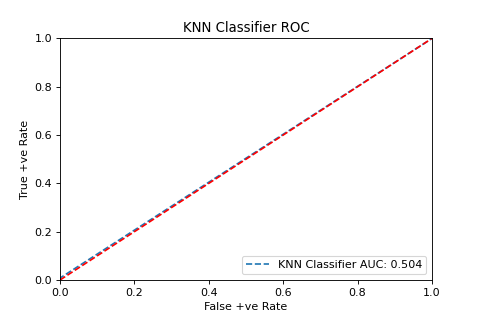 KNN Classifier ROC
1.0
0.8
0.6
0.4
0.2
0.0
True +ve Rate
KNN Classifier AUC: 0.504
0.0 0.2 0.4 0.6 0.8 1.0
False +ve Rate